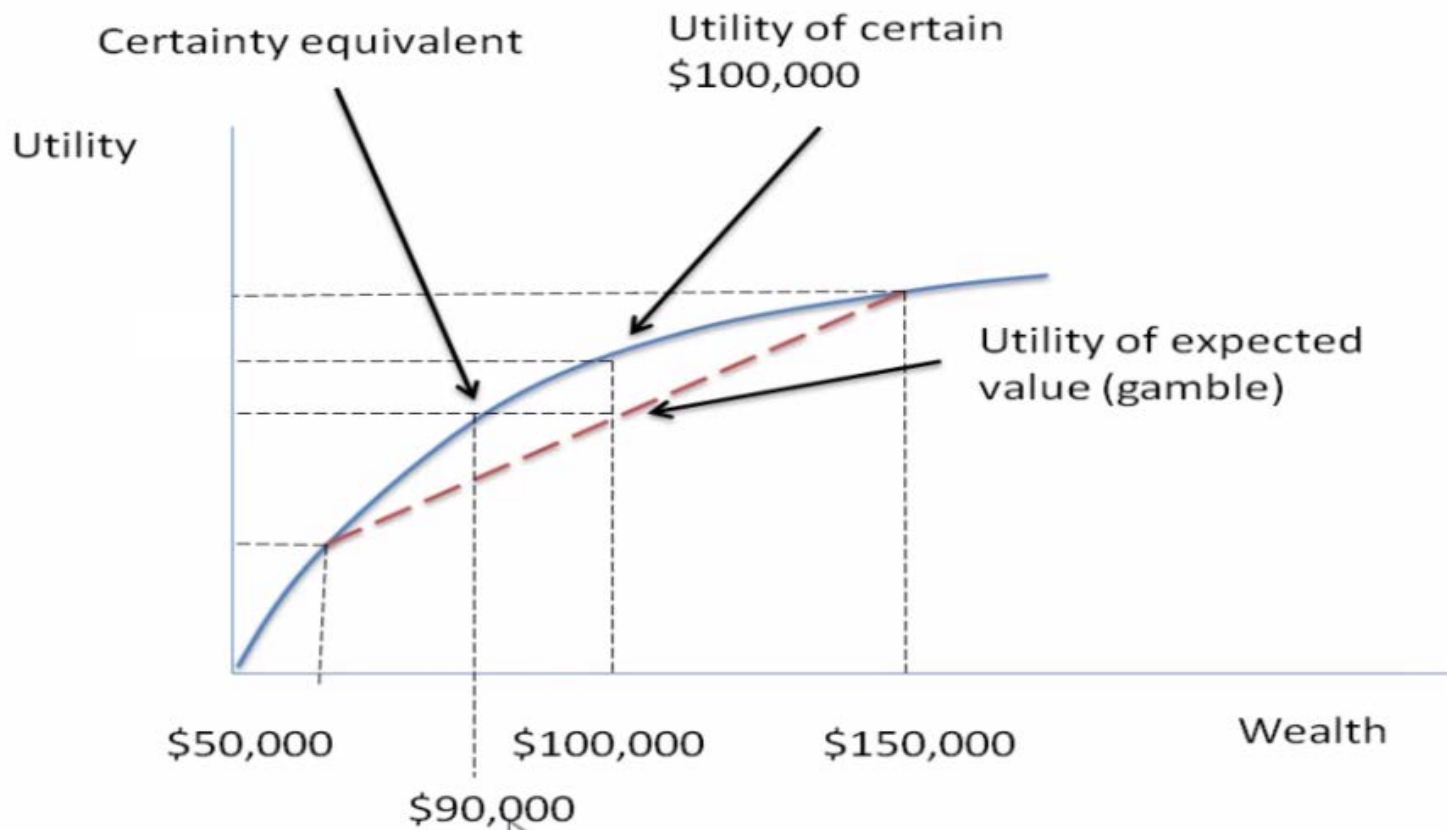 Certainty equivalent
Utility of certain
$100,000
Utility
Utility of expected
value (gamble)
$50,000
$100,000
$150,000
Wealth
$90,000